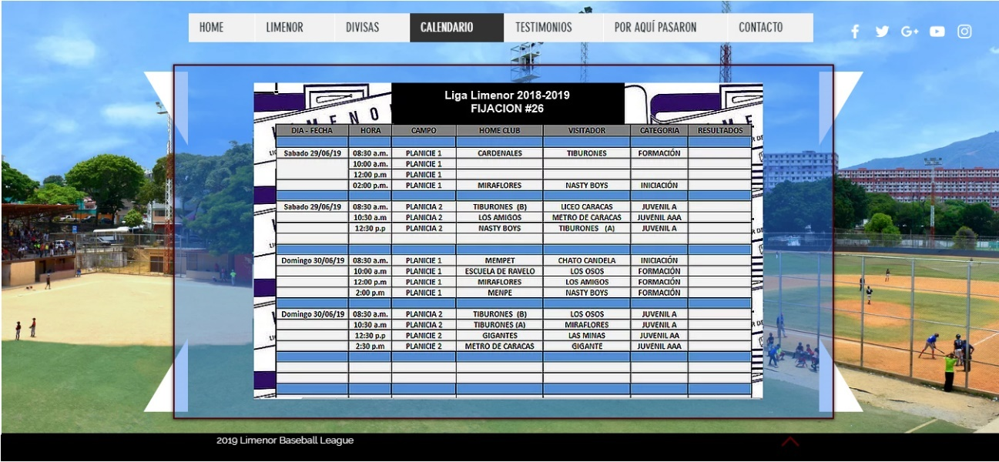 HOME LIMENOR DIVISAS CALENDARIO TESTIMONIOS POR AQUÍ PASARON CONTACTO
Liga Limenor 2018-2019
FIJACION #26
DIA - FECHA HORA CAMPO HOME CLUB VISITADOR CATEGORIA RESULTADOS
Sabado 29/06/19 08:30 a.m. PLANICIE 1 CARDENALES TIBURONES FORMACIÓN
10:00 a.m. PLANICIE 1
12:00 p.m PLANICIE 1
02:00 p.m. PLANICIE 1 MIRAFLORES NASTY BOYS INICIACIÓN
Sabado 29/06/19 08:30 a.m. PLANICIA 2 TIBURONES (B) LICEO CARACAS JUVENIL A
10:30 a.m PLANICIA 2 LOS AMIGOS METRO DE CARACAS JUVENIL AAA
12:30 p.p PLANICIA 2 NASTY BOYS TIBURONES (A) JUVENIL A
Domingo 30/06/19 08:30 a.m. PLANICIE 1 MEMPET CHATO CANDELA INICIACIÓN
10:00 a.m PLANICIE 1 ESCUELA DE RAVELO LOS OSOS FORMACIÓN
12:00 p.m PLANICIE 1 MIRAFLORES LOS AMIGOS FORMACIÓN
2:00 p.m PLANICIE 1 MENPE NASTY BOYS FORMACIÓN
Domingo 30/06/19 08:30 a.m. PLANICIA 2 TIBURONES (B) LOS OSOS JUVENIL A
10:30 a.m PLANICIA 2 TIBURONES (A) MIRAFLORES JUVENIL A
12:30 p.p PLANICIE 2 GIGANTES LAS MINAS JUVENIL AA
2:30 p.m PLANICIE 2 METRO DE CARACAS GIGANTE JUVENIL AAA
2019 Limenor Baseball League